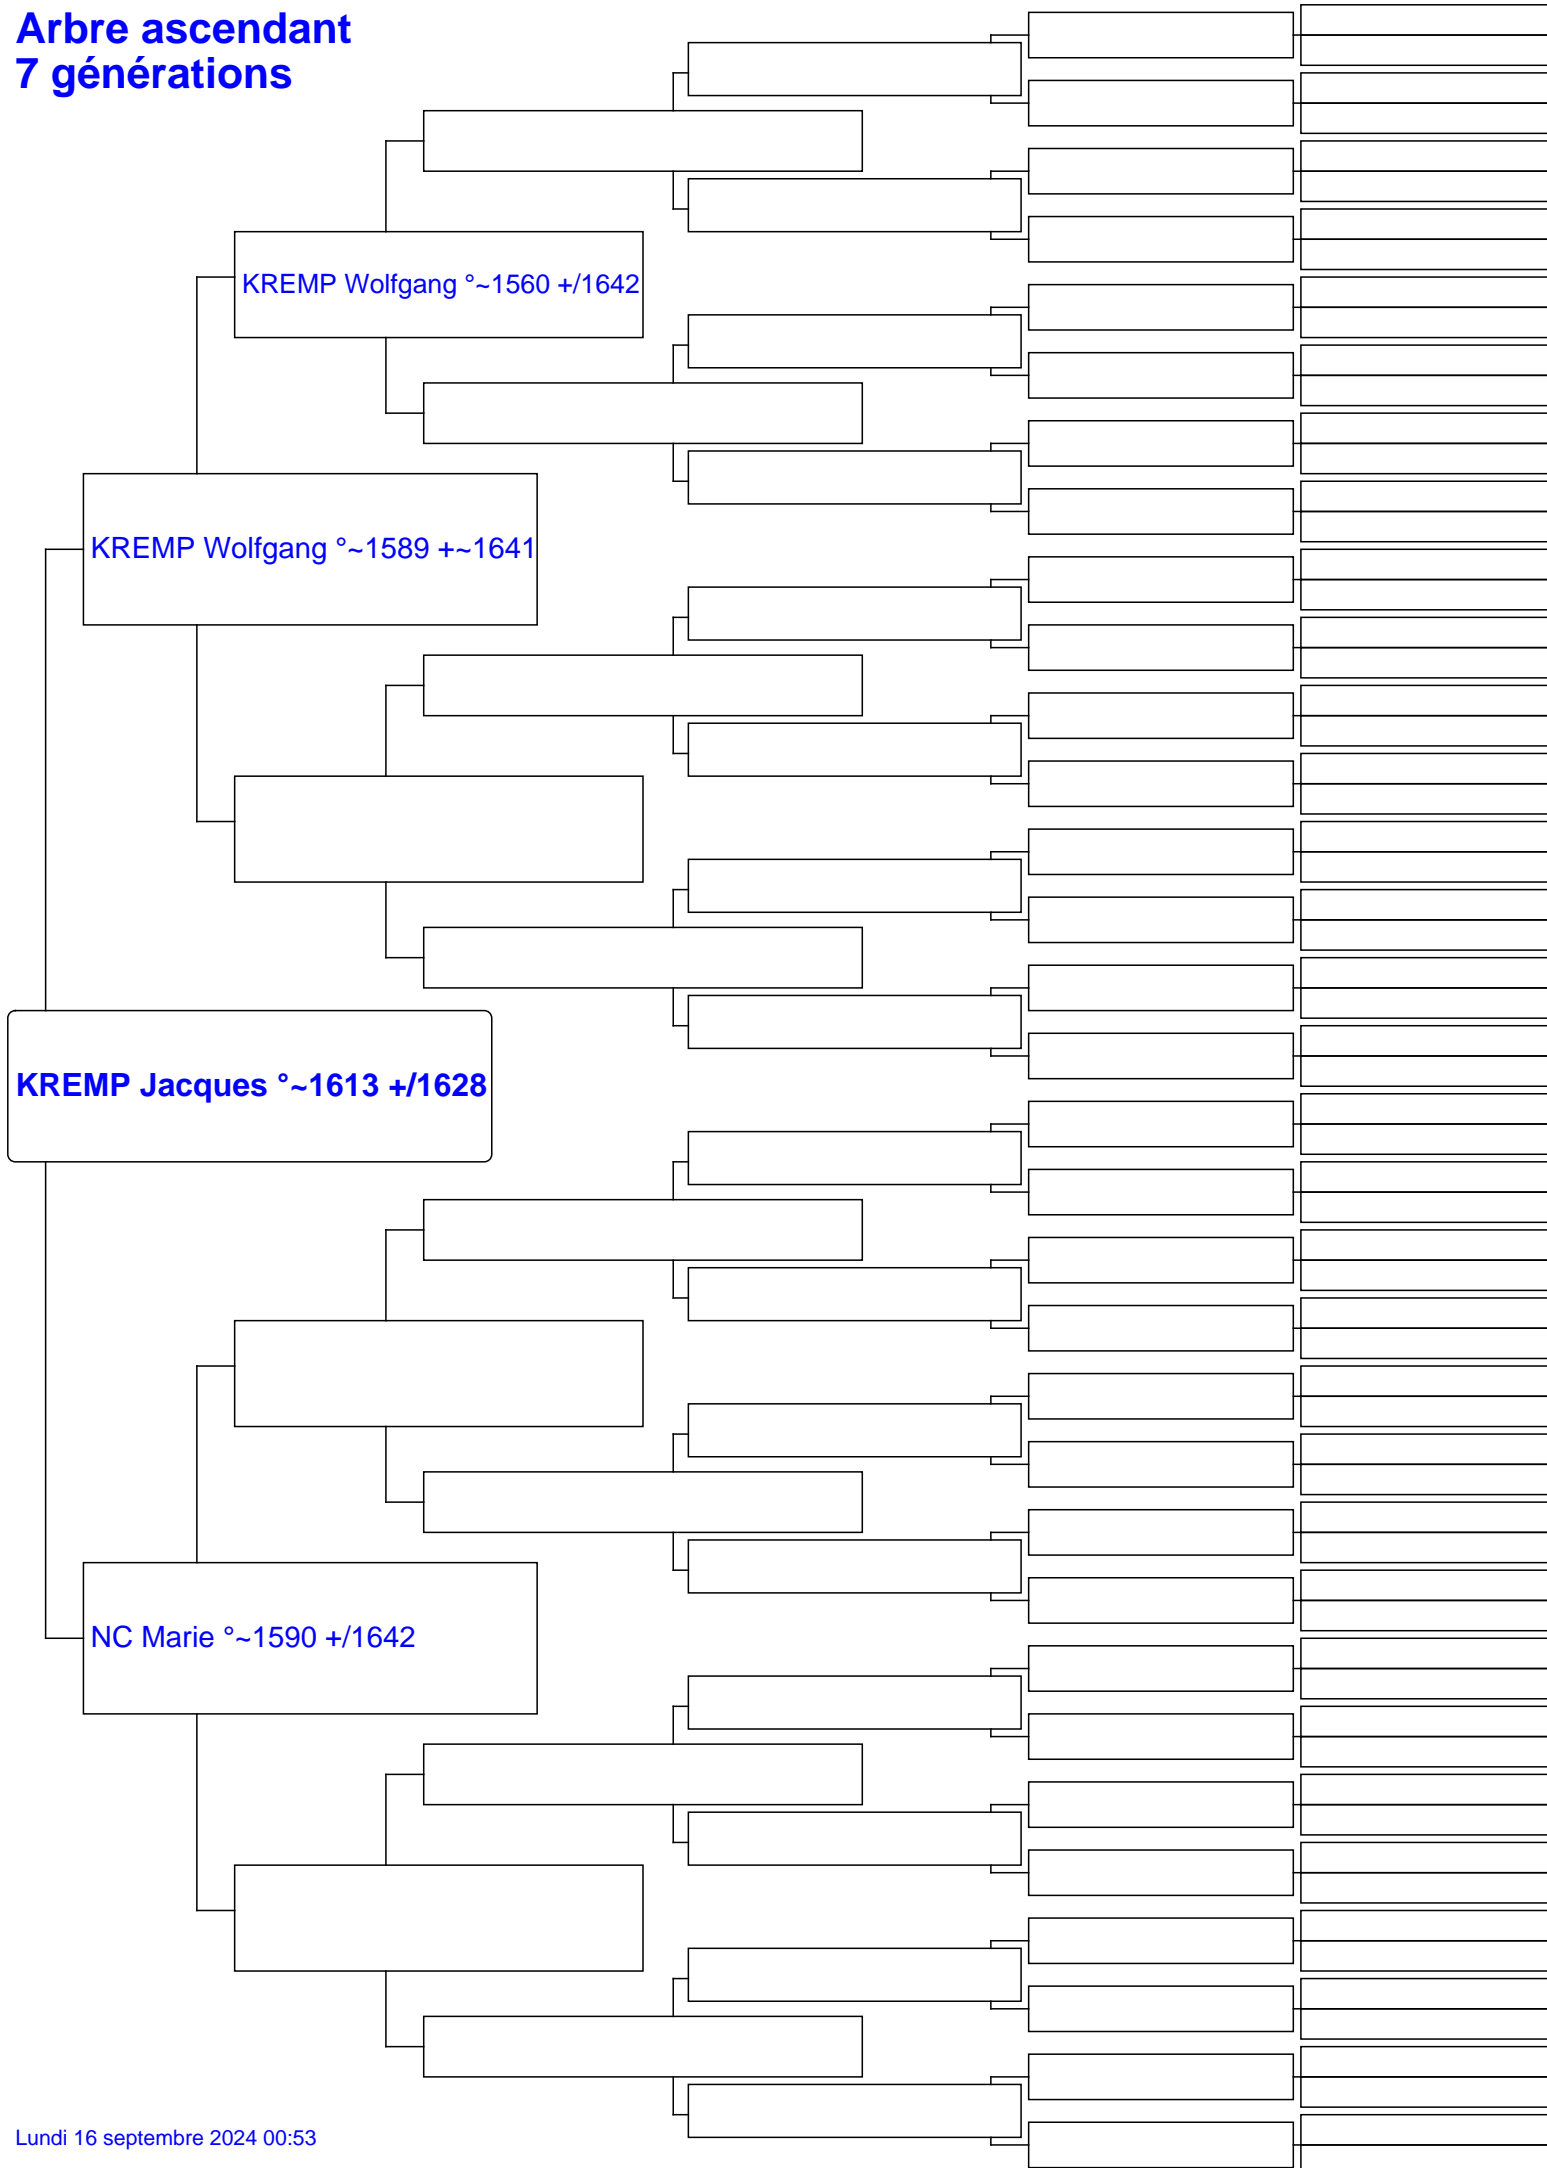 Arbre ascendant
7 générations
KREMP Wolfgang °~1560 +/1642
KREMP Wolfgang °~1589 +~1641
KREMP Jacques °~1613 +/1628
NC Marie °~1590 +/1642
Lundi 16 septembre 2024 00:53